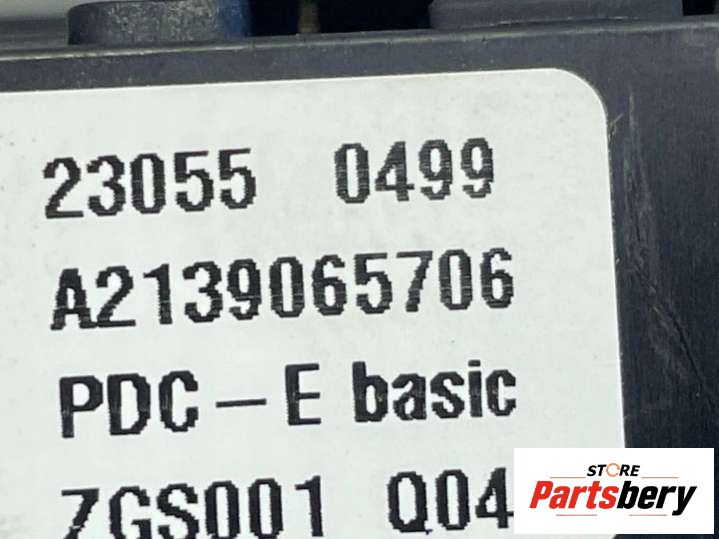 23055 0499
A2139065706
PDC-E basic
ZGS001 Q04
STORE
Partsbery